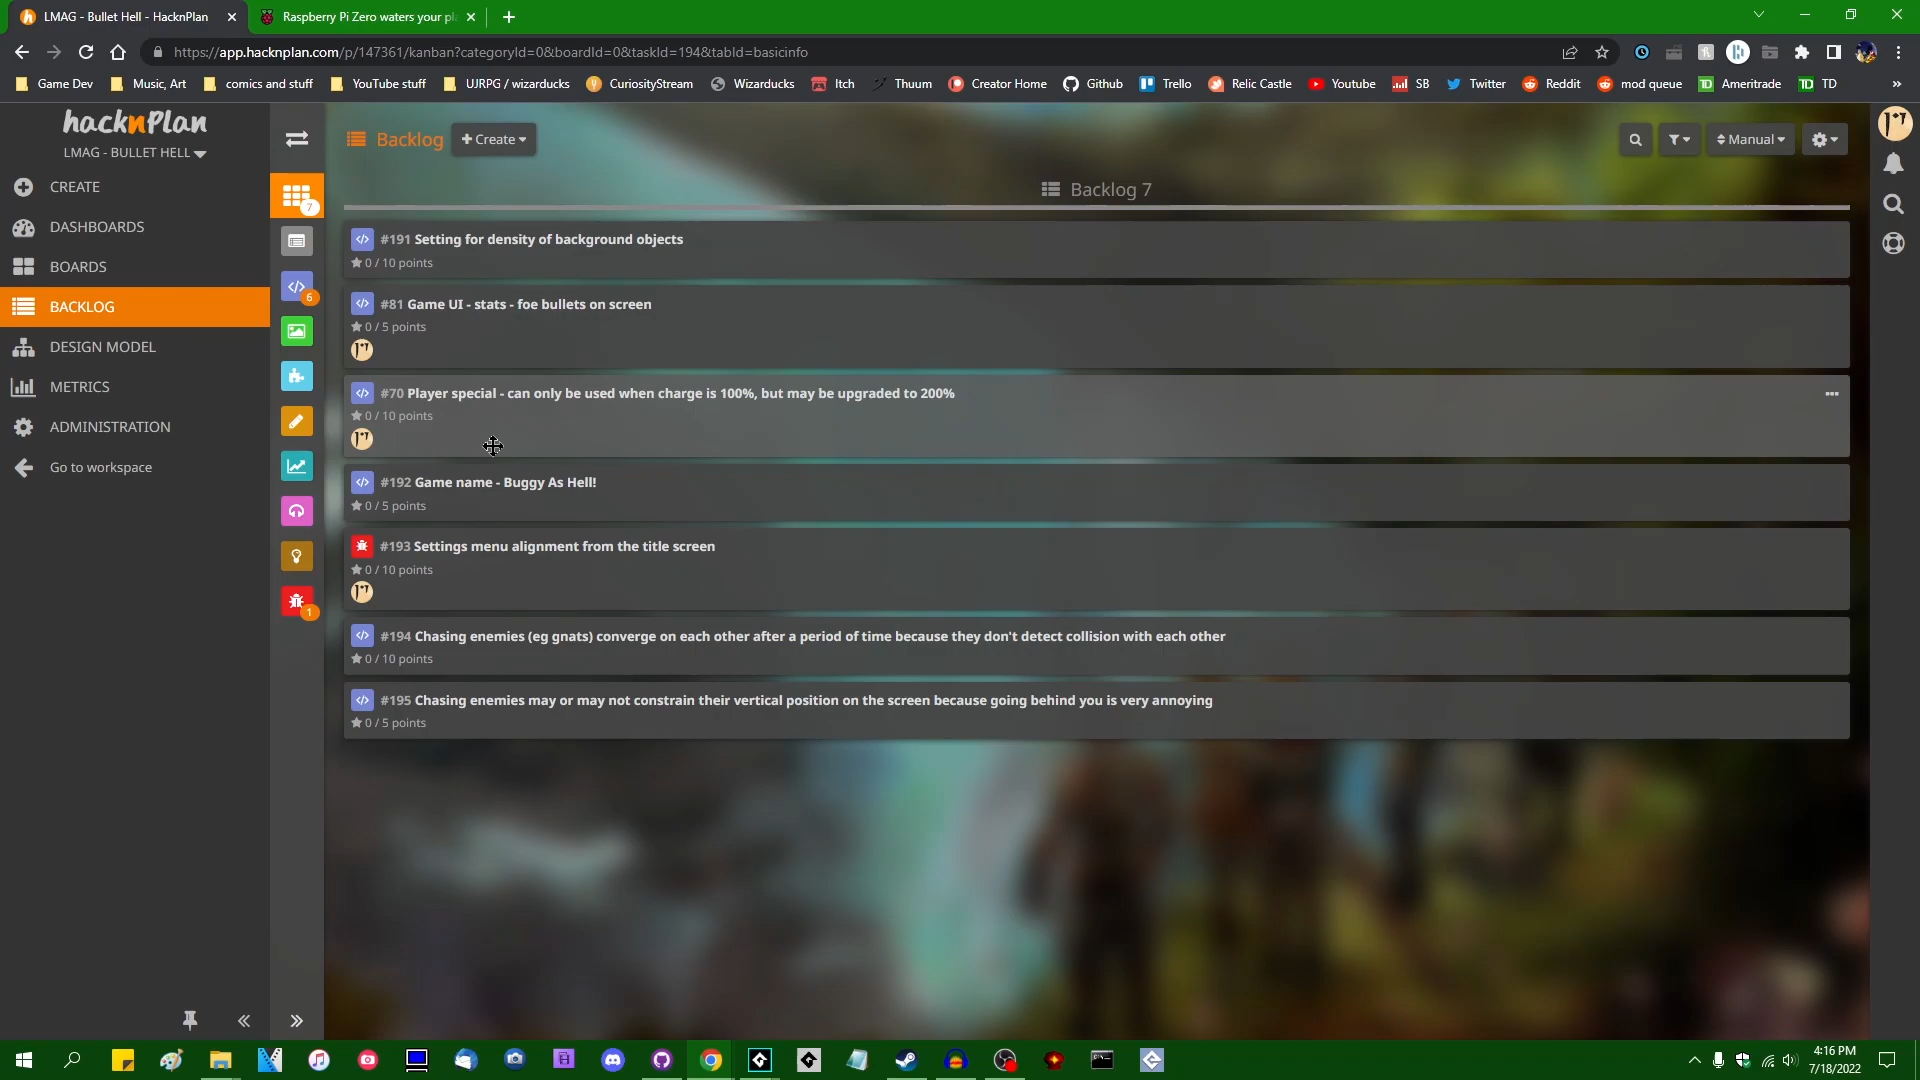 LMAG - Bullet Hell - HacknPlan
Raspberry Pi Zero waters your pl
https://app.hacknplan.com/p/147361/kanban?categoryId=0&boardId=0&taskId=194&tabId=basicinfo
Game Dev
Music, Art
comics and stuff
YouTube stuff
UJRPG / wizarducks
CuriosityStream
Wizarducks
Itch
Thuum
Creator Home
Github
Trello
Relic Castle
Youtube
SB
Twitter
Reddit
mod queue
Ameritrade
TD
hacknPlan
LMAG - BULLET HELL
CREATE
DASHBOARDS
BOARDS
BACKLOG
DESIGN MODEL
METRICS
ADMINISTRATION
Go to workspace
7
6
1
Backlog
+ Create
Manual
Backlog 7
#191 Setting for density of background objects
0 / 10 points
#81 Game UI - stats - foe bullets on screen
0 / 5 points
#70 Player special - can only be used when charge is 100%, but may be upgraded to 200%
0 / 10 points
#192 Game name - Buggy As Hell!
0 / 5 points
#193 Settings menu alignment from the title screen
0 / 10 points
#194 Chasing enemies (eg gnats) converge on each other after a period of time because they don't detect collision with each other
0 / 10 points
#195 Chasing enemies may or may not constrain their vertical position on the screen because going behind you is very annoying
0 / 5 points
4:16 PM
7/18/2022